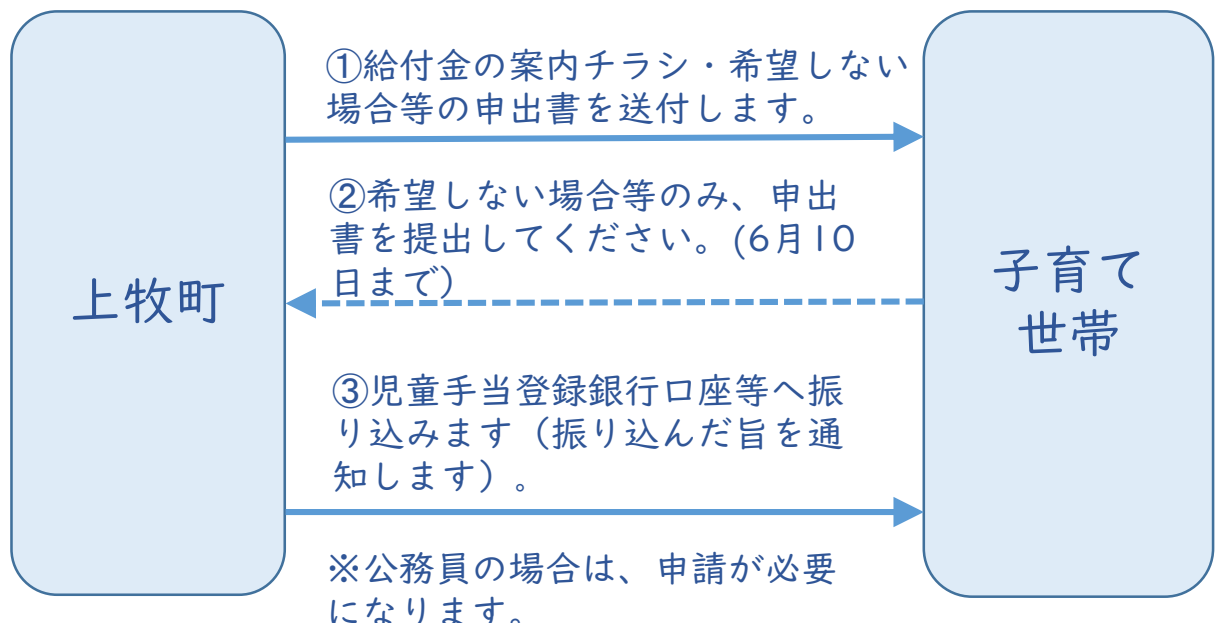 上牧町
①給付金の案内チラシ・希望しない
場合等の申出書を送付します。
②希望しない場合等のみ、申出
書を提出してください。(6月10
日まで)
③児童手当登録銀行口座等へ振
り込みます（振り込んだ旨を通
知します）。
※公務員の場合は、申請が必要
になります。
子育て
世帯